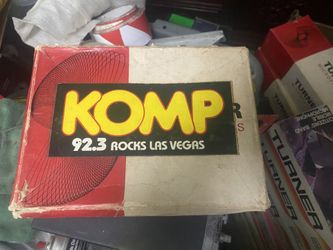 KOMP
92.3 ROCKS LAS VEGAS
R
S
TURNER
TURNER